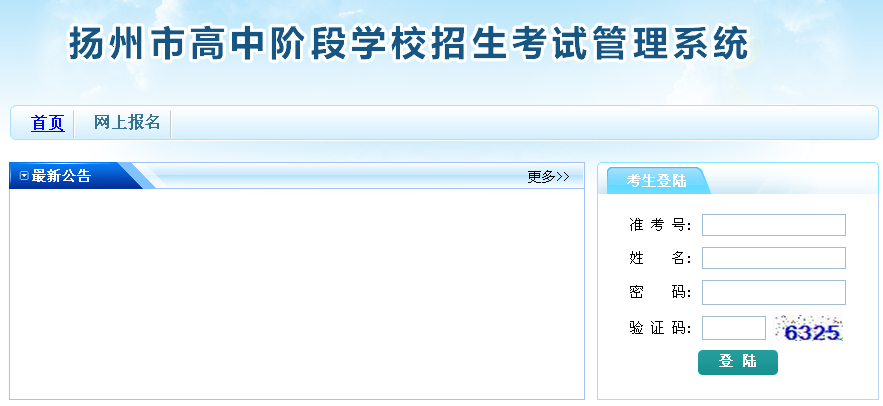 扬州市高中阶段学校招生考试管理系统
首页 网上报名
最新公告 更多>>
考生登陆
准 考 号:
姓 名:
密 码:
验 证 码: 6325
登 陆